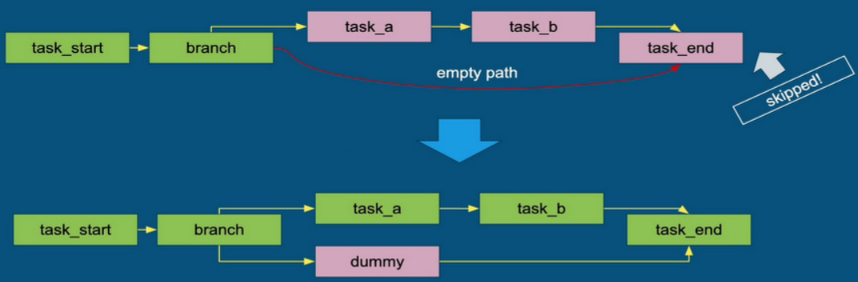 task_a
task_b
task_start
branch
task_end
empty path
skipped!
task_a
task_b
task_start
branch
task_end
dummy